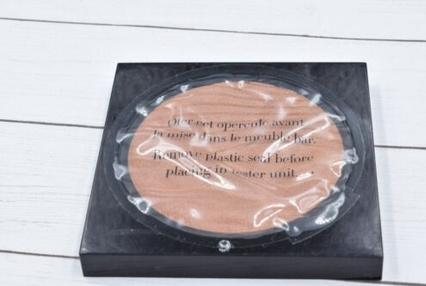 Ôter cet opercule avant
la mise dans le meuble bar.
Remove plastic seal before
placing in tester unit.